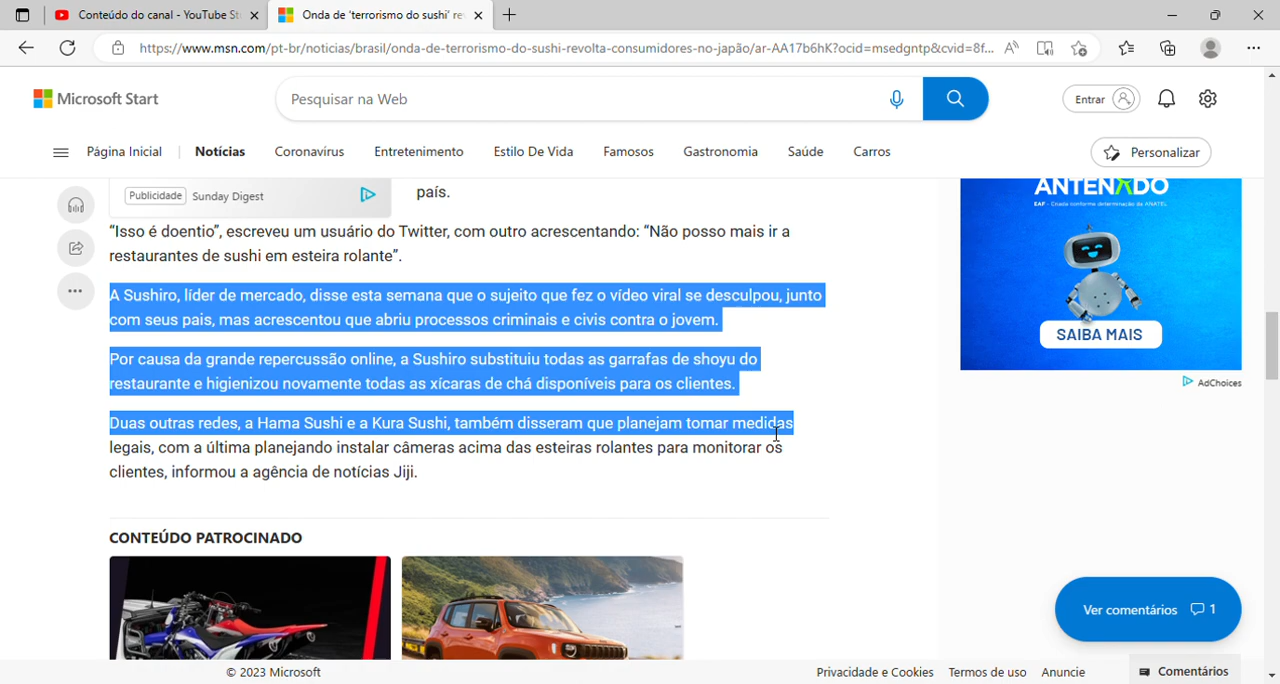 Conteúdo do canal - YouTube St
Onda de 'terrorismo do sushi' re
https://www.msn.com/pt-br/noticias/brasil/onda-de-terrorismo-do-sushi-revolta-consumidores-no-japão/ar-AA17b6hK?ocid=msedgntp&cvid=8f...
Microsoft Start
Pesquisar na Web
Entrar
Página Inicial
Notícias
Coronavírus
Entretenimento
Estilo De Vida
Famosos
Gastronomia
Saúde
Carros
Personalizar
Publicidade Sunday Digest
país.
"Isso é doentio", escreveu um usuário do Twitter, com outro acrescentando: "Não posso mais ir a
restaurantes de sushi em esteira rolante".
A Sushiro, líder de mercado, disse esta semana que o sujeito que fez o vídeo viral se desculpou, junto
com seus pais, mas acrescentou que abriu processos criminais e civis contra o jovem.
Por causa da grande repercussão online, a Sushiro substituiu todas as garrafas de shoyu do
restaurante e higienizou novamente todas as xícaras de chá disponíveis para os clientes.
Duas outras redes, a Hama Sushi e a Kura Sushi, também disseram que planejam tomar medidas
legais, com a última planejando instalar câmeras acima das esteiras rolantes para monitorar os
clientes, informou a agência de notícias Jiji.
CONTEÚDO PATROCINADO
ANTENADO
EAF - Criada conforme determinação da ANATEL
SAIBA MAIS
AdChoices
Ver comentários 1
© 2023 Microsoft
Privacidade e Cookies
Termos de uso
Anuncie
Comentários